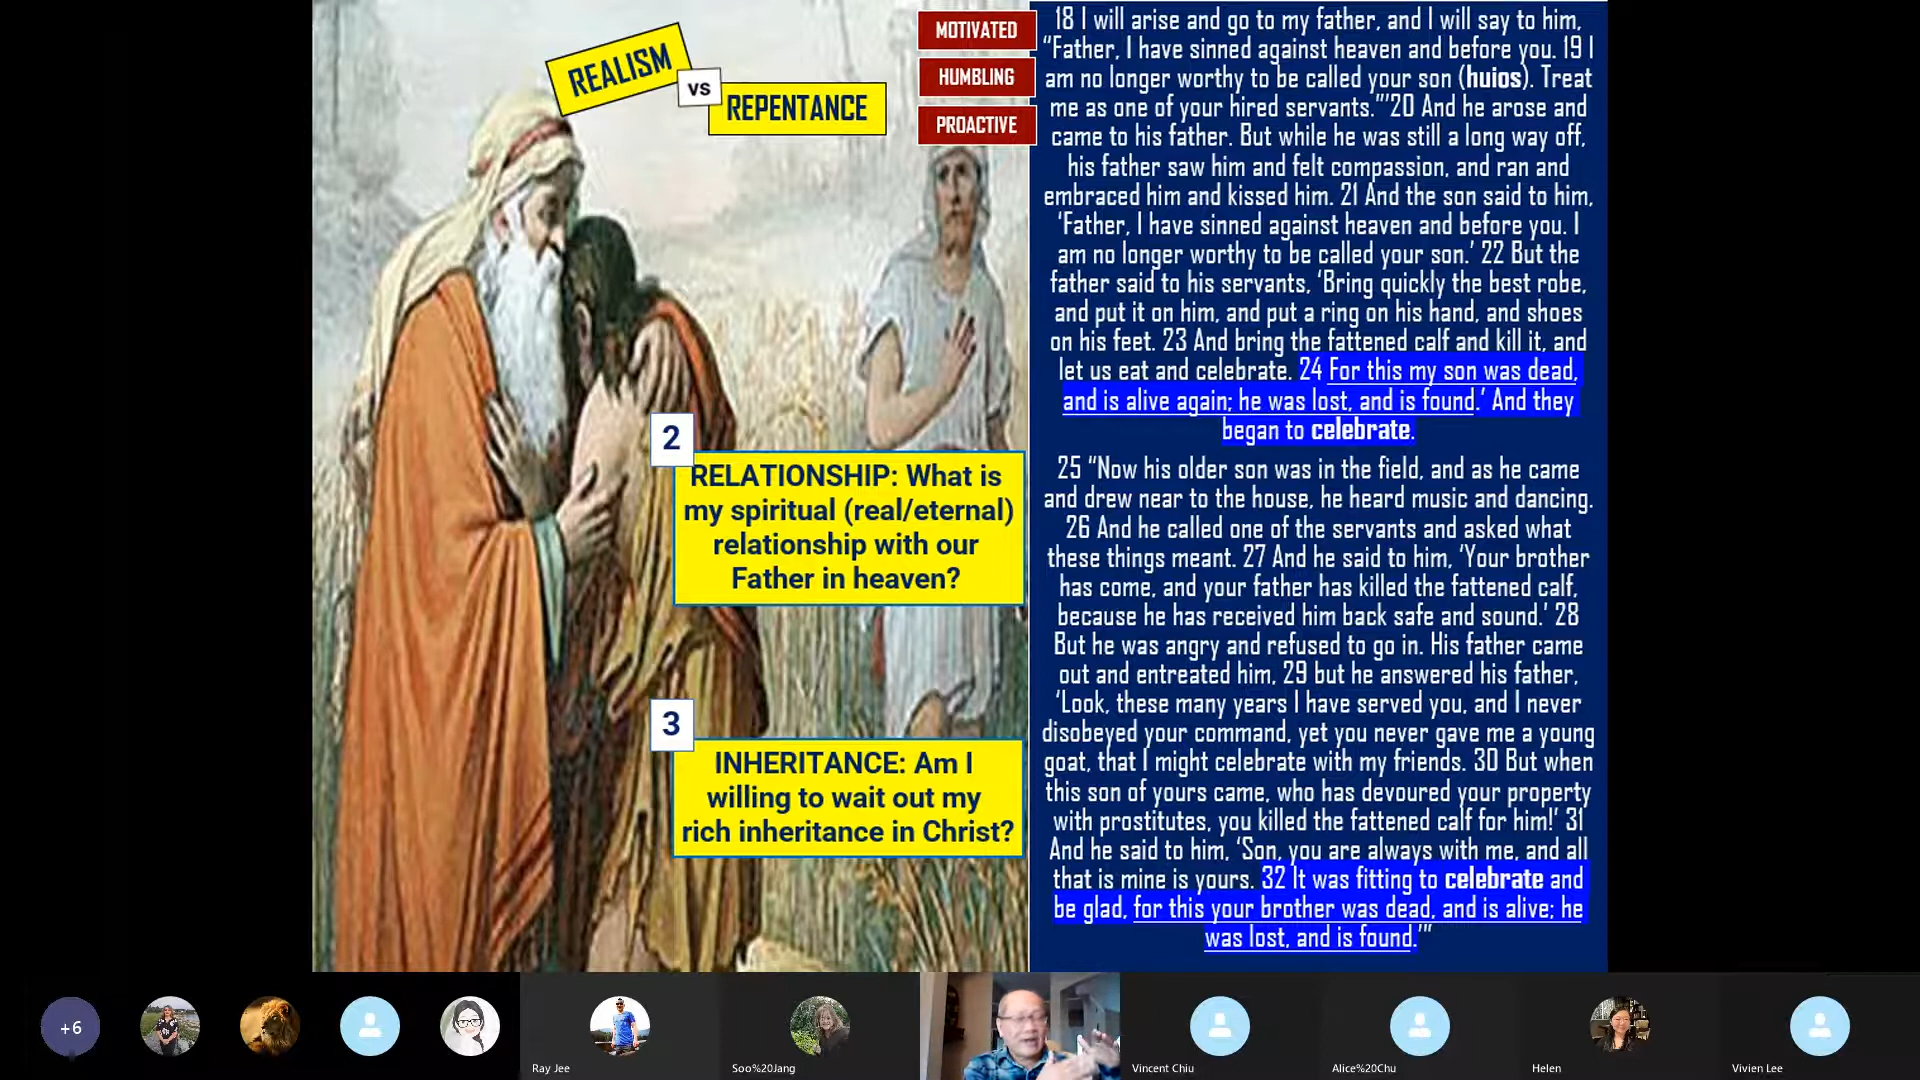 REALISM
vs
REPENTANCE
MOTIVATED
HUMBLING
PROACTIVE
2
RELATIONSHIP: What is
my spiritual (real/eternal)
relationship with our
Father in heaven?
3
INHERITANCE: Am I
willing to wait out my
rich inheritance in Christ?
18 I will arise and go to my father, and I will say to him,
“Father, I have sinned against heaven and before you. 19 I
am no longer worthy to be called your son (huios). Treat
me as one of your hired servants.”’20 And he arose and
came to his father. But while he was still a long way off,
his father saw him and felt compassion, and ran and
embraced him and kissed him. 21 And the son said to him,
‘Father, I have sinned against heaven and before you. I
am no longer worthy to be called your son.’ 22 But the
father said to his servants, ‘Bring quickly the best robe,
and put it on him, and put a ring on his hand, and shoes
on his feet. 23 And bring the fattened calf and kill it, and
let us eat and celebrate. 24 For this my son was dead,
and is alive again; he was lost, and is found.’ And they
began to celebrate.
25 “Now his older son was in the field, and as he came
and drew near to the house, he heard music and dancing.
26 And he called one of the servants and asked what
these things meant. 27 And he said to him, ‘Your brother
has come, and your father has killed the fattened calf,
because he has received him back safe and sound.’ 28
But he was angry and refused to go in. His father came
out and entreated him, 29 but he answered his father,
‘Look, these many years I have served you, and I never
disobeyed your command, yet you never gave me a young
goat, that I might celebrate with my friends. 30 But when
this son of yours came, who has devoured your property
with prostitutes, you killed the fattened calf for him!’ 31
And he said to him, ‘Son, you are always with me, and all
that is mine is yours. 32 It was fitting to celebrate and
be glad, for this your brother was dead, and is alive; he
was lost, and is found.’”
+6
Ray Jee
Soo%20Jang
Vincent Chiu
Alice%20Chu
Helen
Vivien Lee